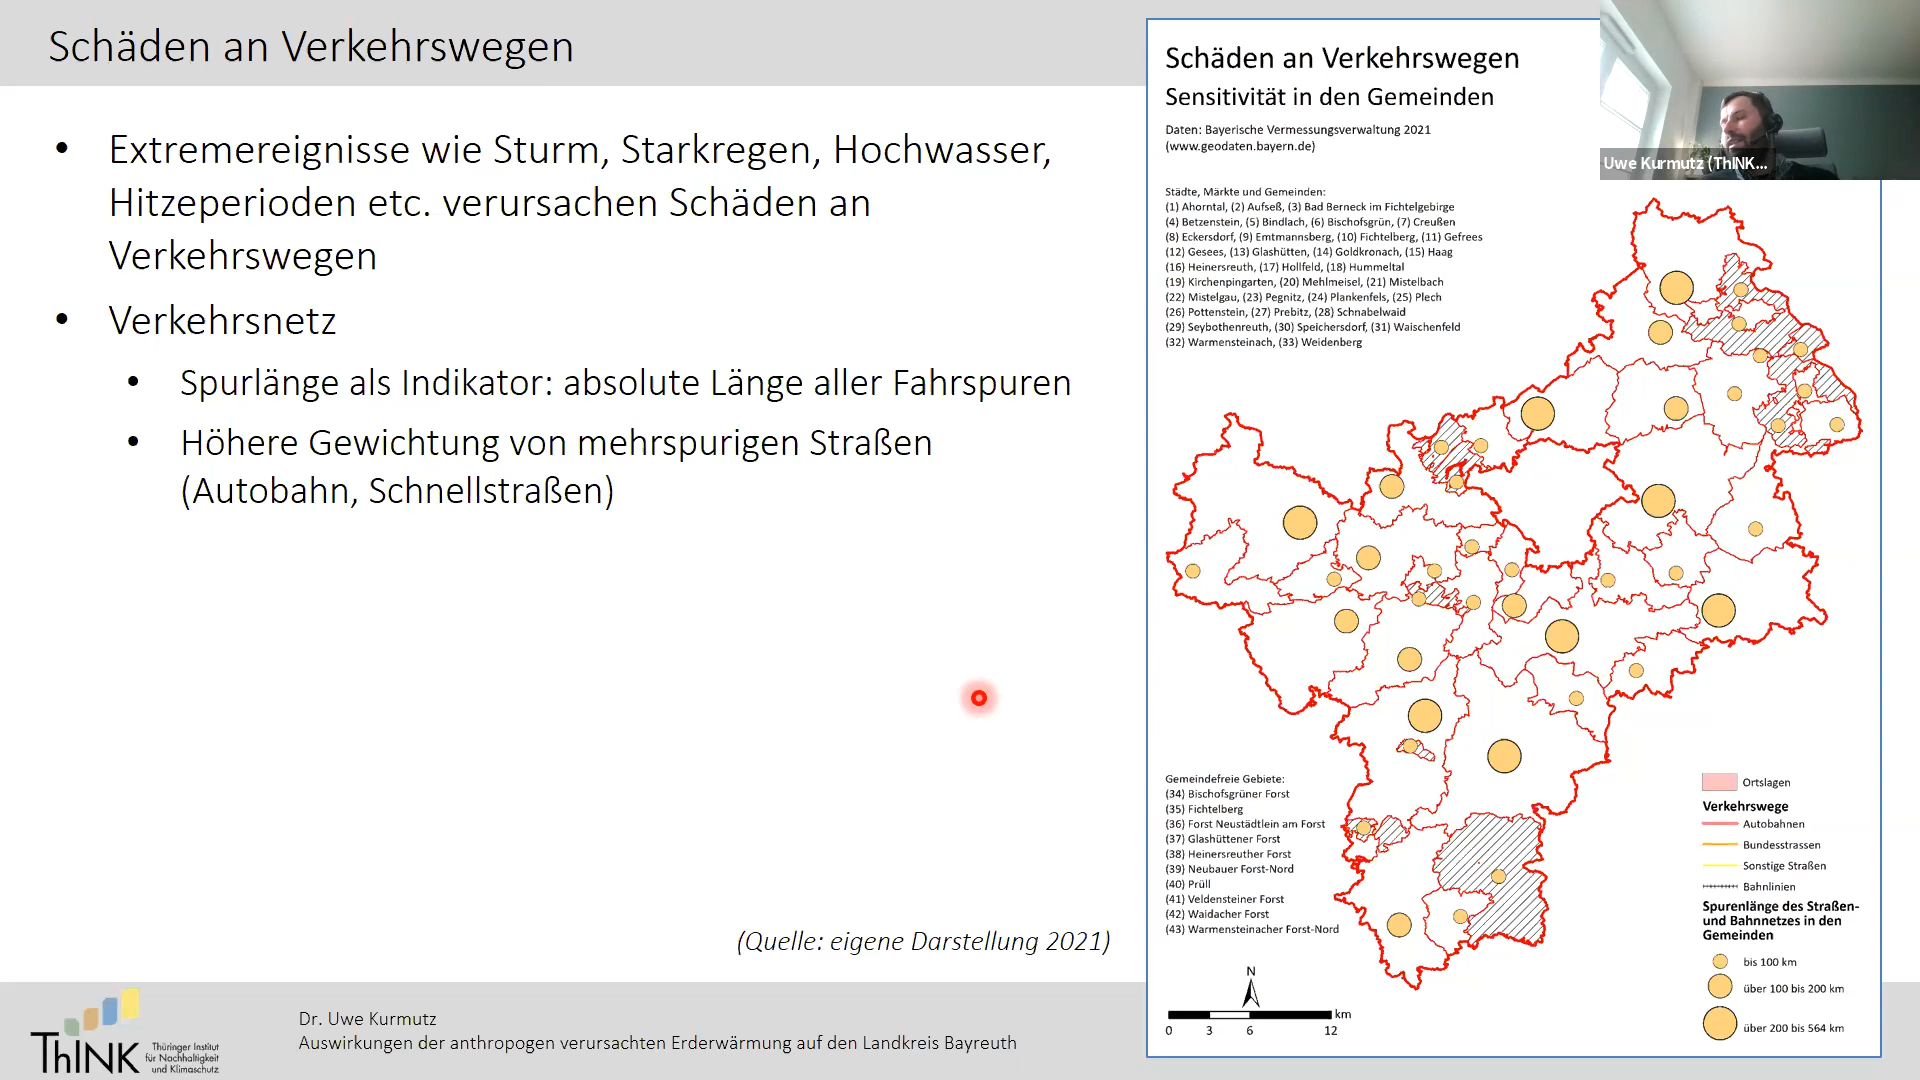 Schäden an Verkehrswegen
• Extremereignisse wie Sturm, Starkregen, Hochwasser,
Hitzeperioden etc. verursachen Schäden an
Verkehrswegen
• Verkehrsnetz
• Spurlänge als Indikator: absolute Länge aller Fahrspuren
• Höhere Gewichtung von mehrspurigen Straßen
(Autobahn, Schnellstraßen)
(Quelle: eigene Darstellung 2021)
Schäden an Verkehrswegen
Sensitivität in den Gemeinden
Daten: Bayerische Vermessungsverwaltung 2021
(www.geodaten.bayern.de)
Städte, Märkte und Gemeinden:
(1) Ahorntal, (2) Aufseß, (3) Bad Berneck im Fichtelgebirge
(4) Betzenstein, (5) Bindlach, (6) Bischofsgrün, (7) Creußen
(8) Eckersdorf, (9) Emtmannsberg, (10) Fichtelberg, (11) Gefrees
(12) Gesees, (13) Glashütten, (14) Goldkronach, (15) Haag
(16) Heinersreuth, (17) Hollfeld, (18) Hummeltal
(19) Kirchenpingarten, (20) Mehlmeisel, (21) Mistelbach
(22) Mistelgau, (23) Pegnitz, (24) Plankenfels, (25) Plech
(26) Pottenstein, (27) Prebitz, (28) Schnabelwaid
(29) Seybothenreuth, (30) Speichersdorf, (31) Waischenfeld
(32) Warmensteinach, (33) Weidenberg
Gemeindefreie Gebiete:
(34) Bischofsgrüner Forst
(35) Fichtelberg
(36) Forst Neustädtlein am Forst
(37) Glashüttener Forst
(38) Heinersreuther Forst
(39) Neubauer Forst-Nord
(40) Prüll
(41) Veldensteiner Forst
(42) Waidacher Forst
(43) Warmensteinacher Forst-Nord
N
km
0 3 6 12
Ortslagen
Verkehrswege
Autobahnen
Bundesstrassen
Sonstige Straßen
Bahnlinien
Spurenlänge des Straßen-
und Bahnnetzes in den
Gemeinden
bis 100 km
über 100 bis 200 km
über 200 bis 564 km
Uwe Kurmutz (ThINK...
ThINK
Thüringer Institut
für Nachhaltigkeit
und Klimaschutz
Dr. Uwe Kurmutz
Auswirkungen der anthropogen verursachten Erderwärmung auf den Landkreis Bayreuth